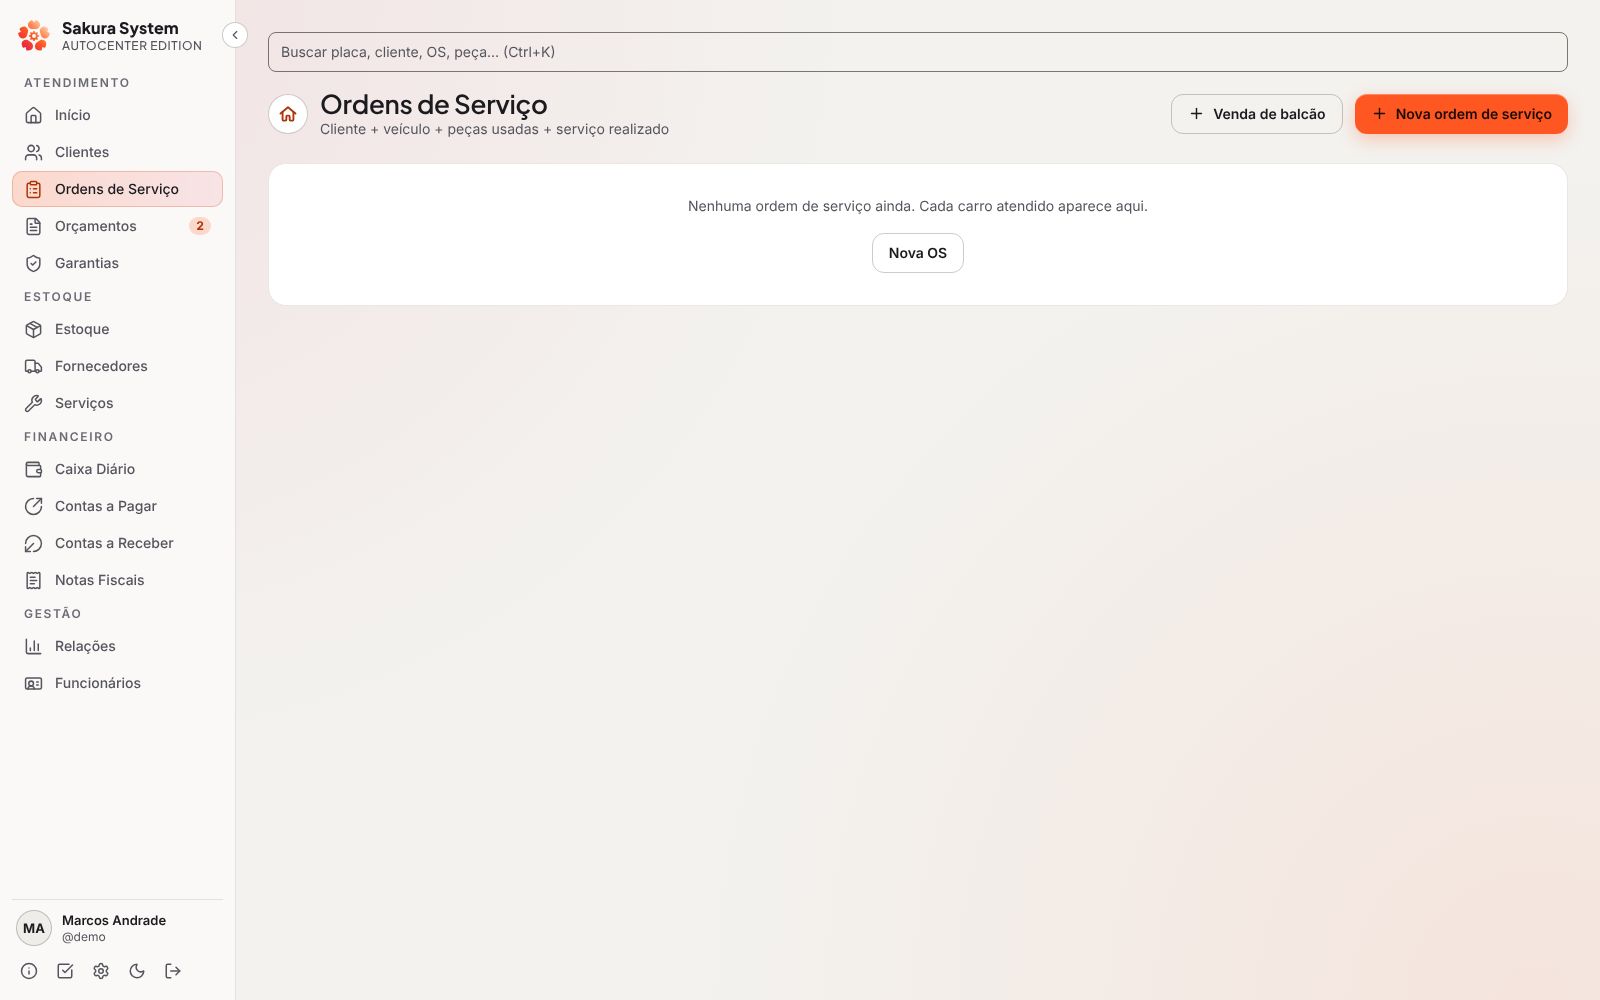 Sakura System
AUTOCENTER EDITION
ATENDIMENTO
Início
Clientes
Ordens de Serviço
Orçamentos 2
Garantias
ESTOQUE
Estoque
Fornecedores
Serviços
FINANCEIRO
Caixa Diário
Contas a Pagar
Contas a Receber
Notas Fiscais
GESTÃO
Relações
Funcionários
MA
Marcos Andrade
@demo
Buscar placa, cliente, OS, peça... (Ctrl+K)
Ordens de Serviço
Cliente + veículo + peças usadas + serviço realizado
Venda de balcão
Nova ordem de serviço
Nenhuma ordem de serviço ainda. Cada carro atendido aparece aqui.
Nova OS